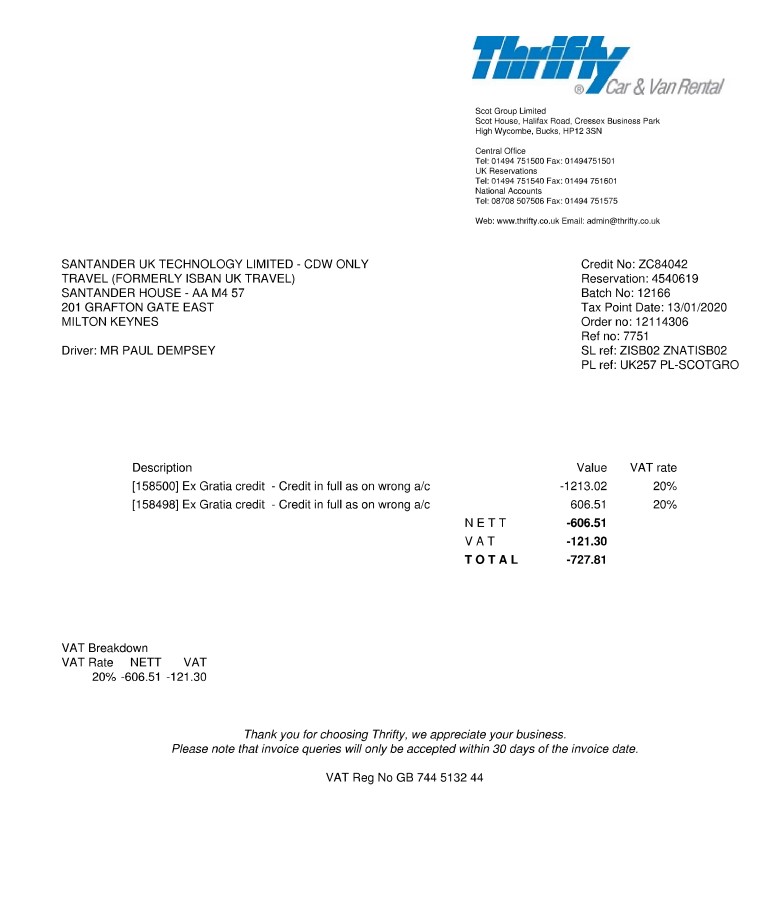 Thrifty
® Car & Van Rental
Scot Group Limited
Scot House, Halifax Road, Cressex Business Park
High Wycombe, Bucks, HP12 3SN
Central Office
Tel: 01494 751500 Fax: 01494751501
UK Reservations
Tel: 01494 751540 Fax: 01494 751601
National Accounts
Tel: 08708 507506 Fax: 01494 751575
Web: www.thrifty.co.uk Email: admin@thrifty.co.uk
SANTANDER UK TECHNOLOGY LIMITED - CDW ONLY
TRAVEL (FORMERLY ISBAN UK TRAVEL)
SANTANDER HOUSE - AA M4 57
201 GRAFTON GATE EAST
MILTON KEYNES
Driver: MR PAUL DEMPSEY
Credit No: ZC84042
Reservation: 4540619
Batch No: 12166
Tax Point Date: 13/01/2020
Order no: 12114306
Ref no: 7751
SL ref: ZISB02 ZNATISB02
PL ref: UK257 PL-SCOTGRO
Description Value VAT rate
[158500] Ex Gratia credit - Credit in full as on wrong a/c -1213.02 20%
[158498] Ex Gratia credit - Credit in full as on wrong a/c 606.51 20%
N E T T -606.51
V A T -121.30
T O T A L -727.81
VAT Breakdown
VAT Rate NETT VAT
20% -606.51 -121.30
Thank you for choosing Thrifty, we appreciate your business.
Please note that invoice queries will only be accepted within 30 days of the invoice date.
VAT Reg No GB 744 5132 44